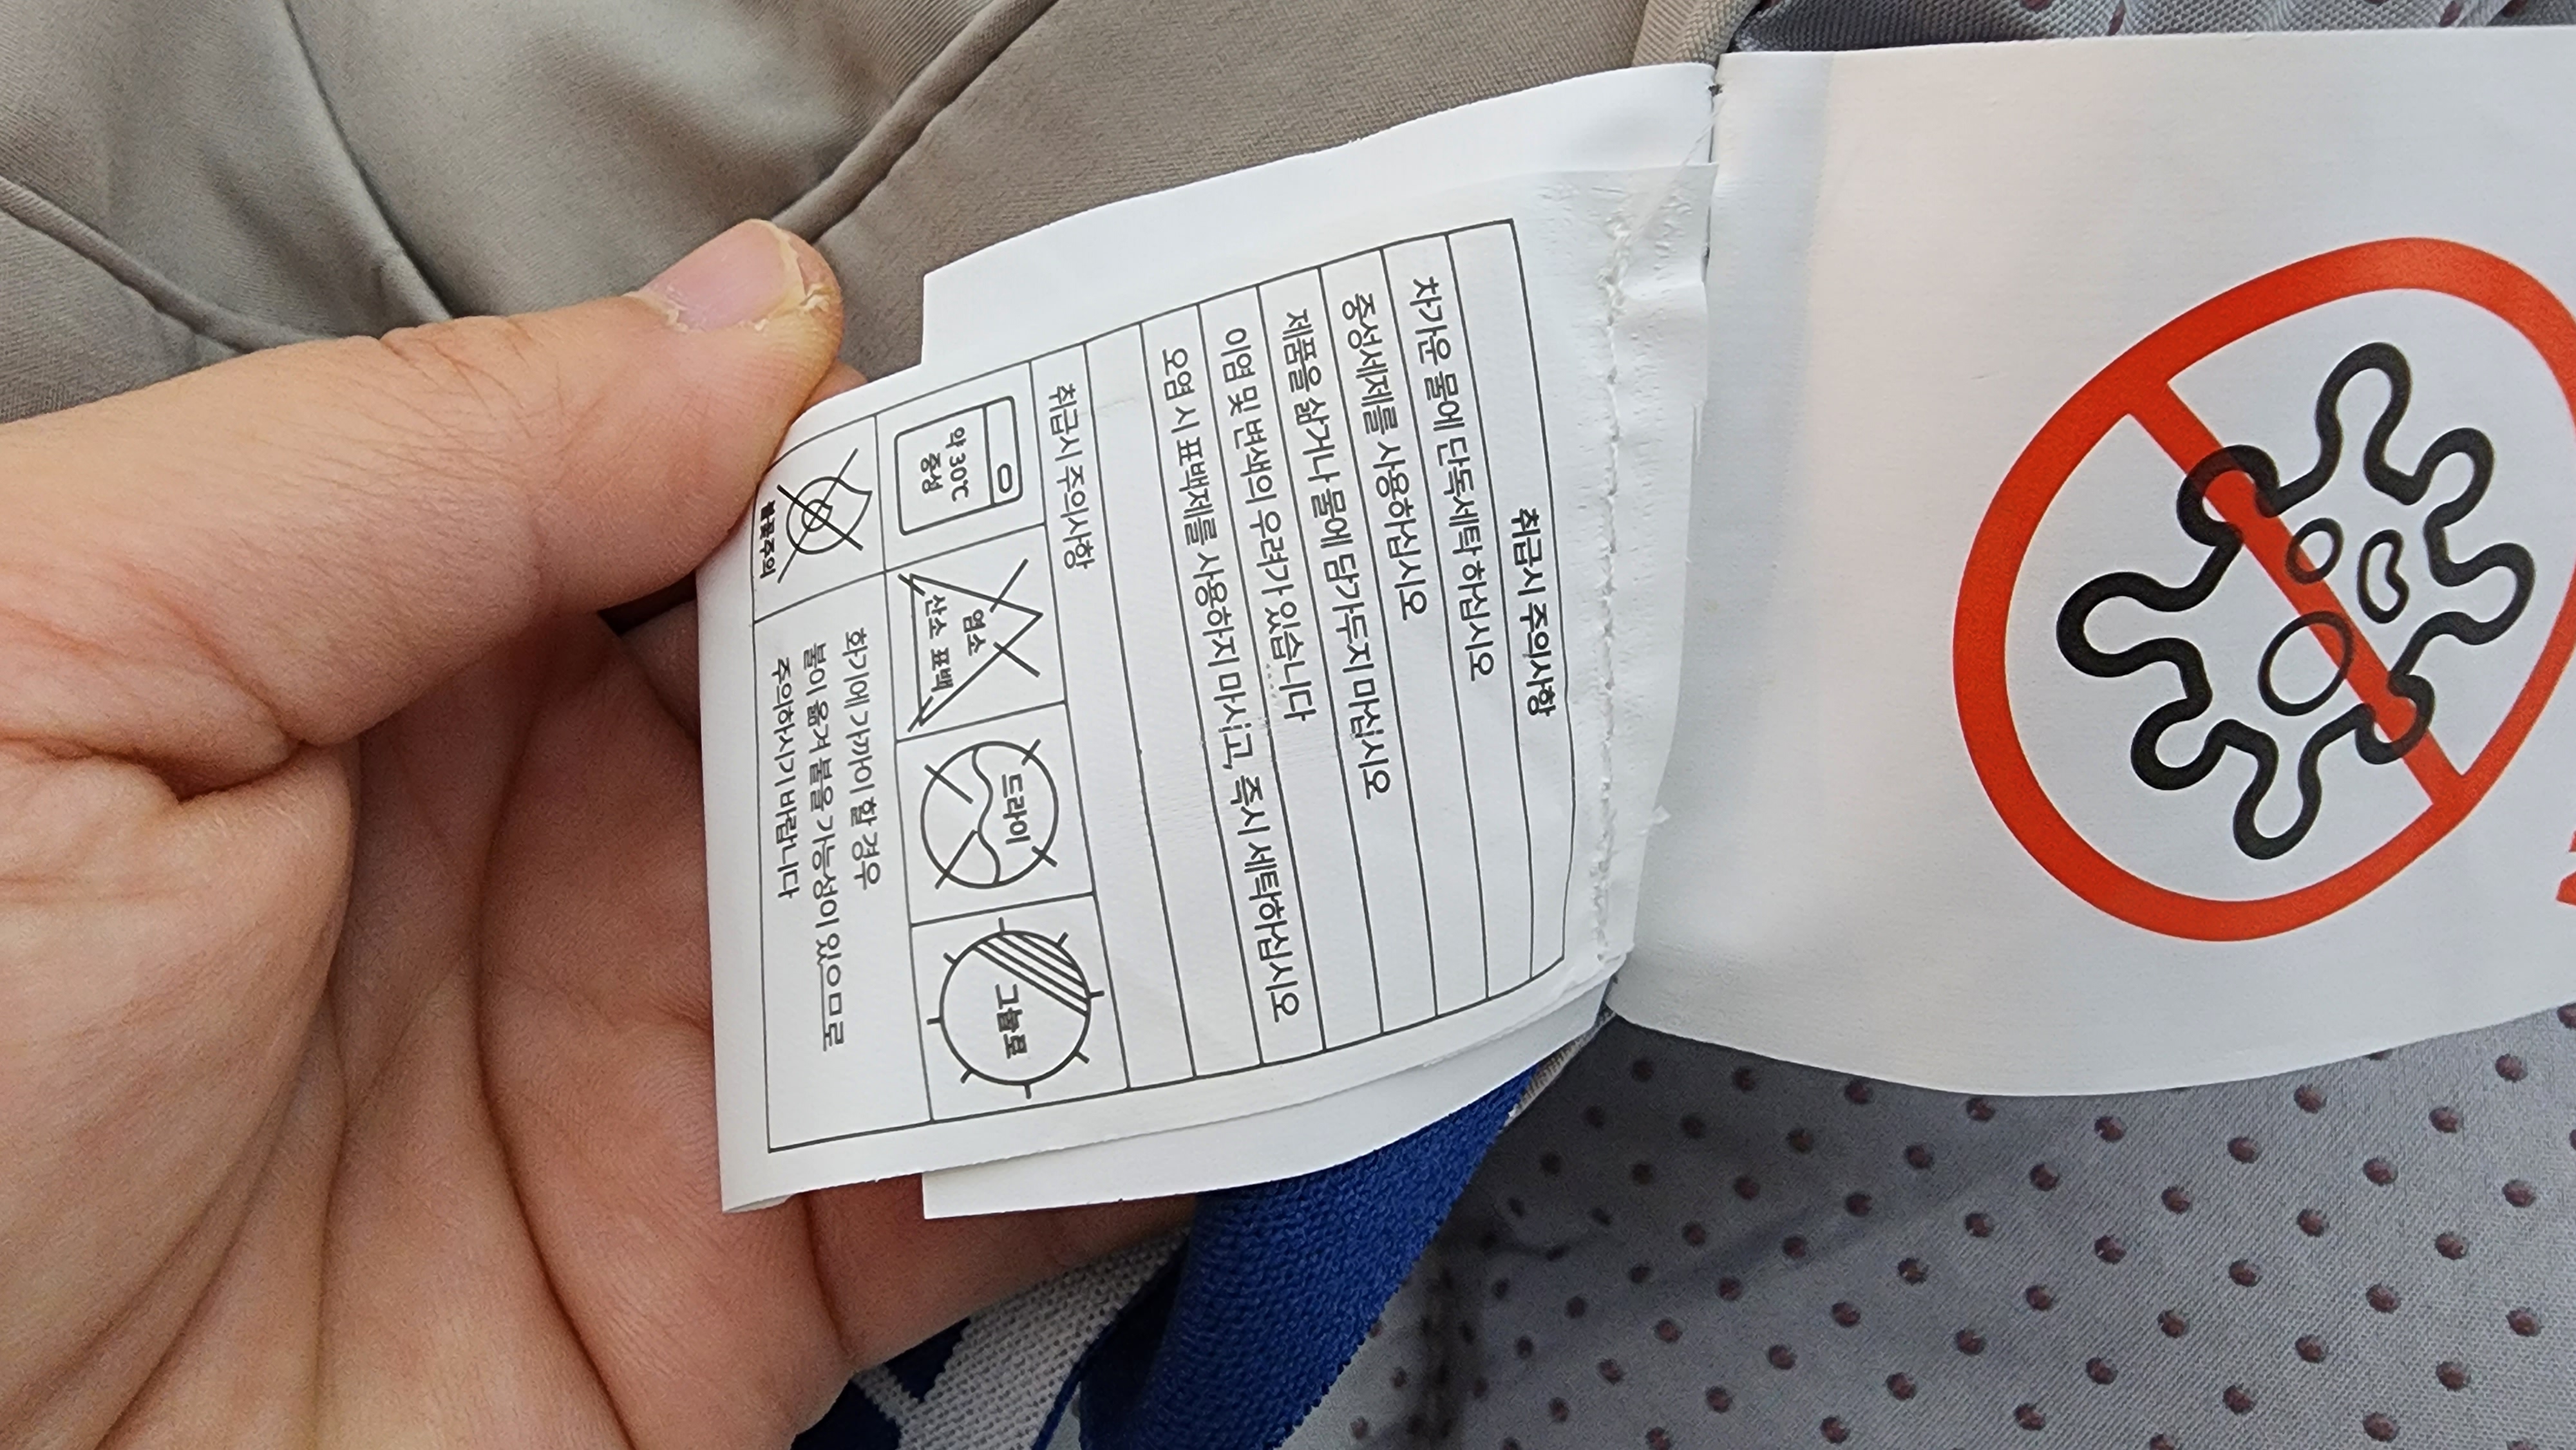 취급시 주의사항
차가운 물에 단독세탁 하십시오
중성세제를 사용하십시오
제품을 삶거나 물에 담가두지 마십시오
이염 및 변색의 우려가 있습니다
오염 시 표백제를 사용하지 마시고, 즉시 세탁하십시오
취급시 주의사항
약 30℃
중성
염소
산소 표백
드라이
그늘로
불꽃주의
화기에 가까이 할 경우
불이 옮겨 붙을 가능성이 있으므로
주의하시기 바랍니다